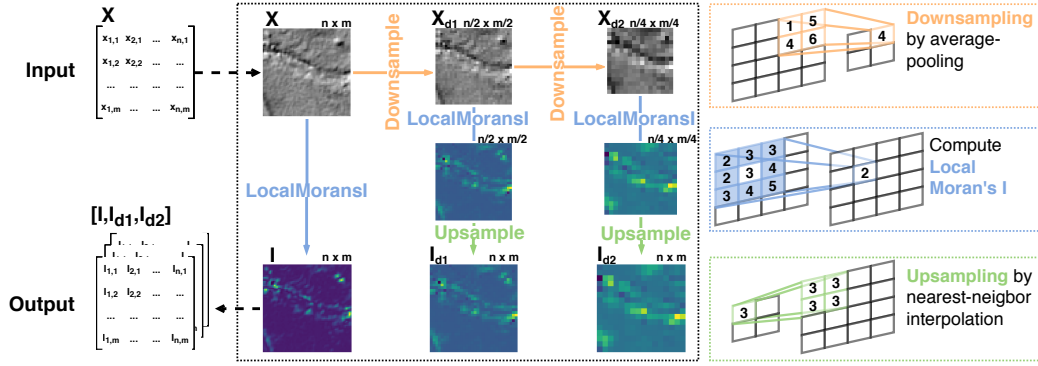 X
x1,1 x2,1 ... xn,1
x1,2 x2,2 ... ...
... ... ... ...
x1,m ... ... xn,m
Input
X
n x m
Downsample
Xd1 n/2 x m/2
Downsample
Xd2 n/4 x m/4
LocalMoransI
LocalMoransI
n/2 x m/2
LocalMoransI
n/4 x m/4
Upsample
Upsample
[I,Id1,Id2]
I1,1 I2,1 ... In,1
I1,2 I2,2 ... ...
... ... ... ...
I1,m ... ... In,m
Output
I
n x m
Id1
n x m
Id2
n x m
1 5
4 6
4
Downsampling
by average-
pooling
2 3 3
2 3 4
3 4 5
2
Compute
Local
Moran's I
3
3 3
3 3
Upsampling by
nearest-neigbor
interpolation